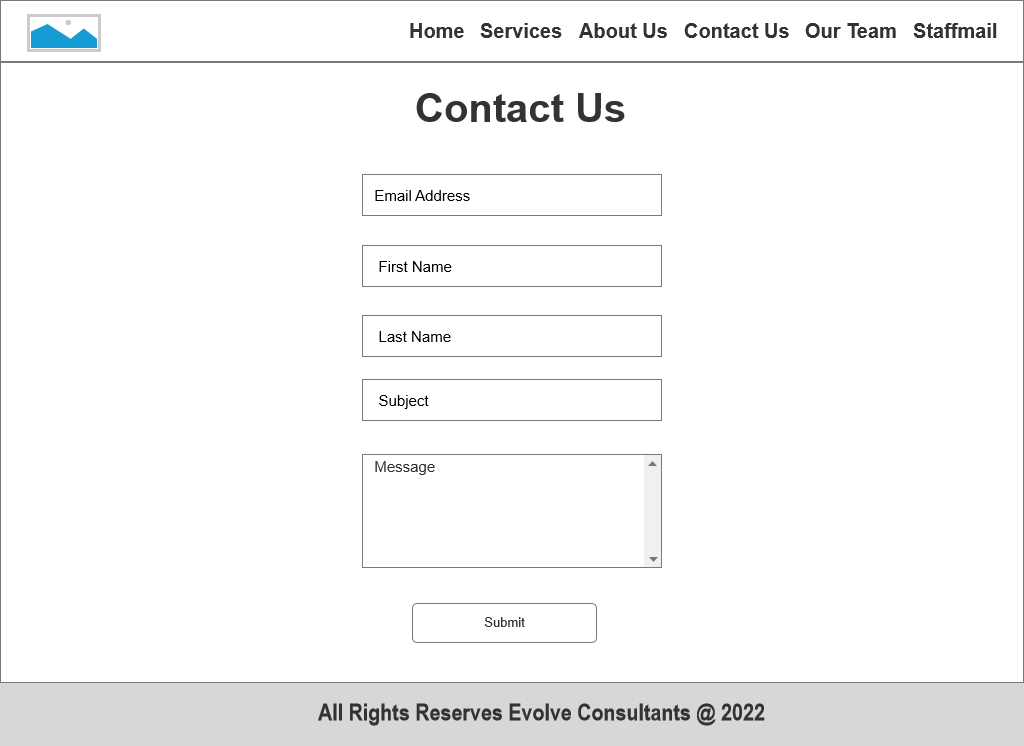 Home Services About Us Contact Us Our Team Staffmail
Contact Us
Email Address
First Name
Last Name
Subject
Message
Submit
All Rights Reserves Evolve Consultants @ 2022